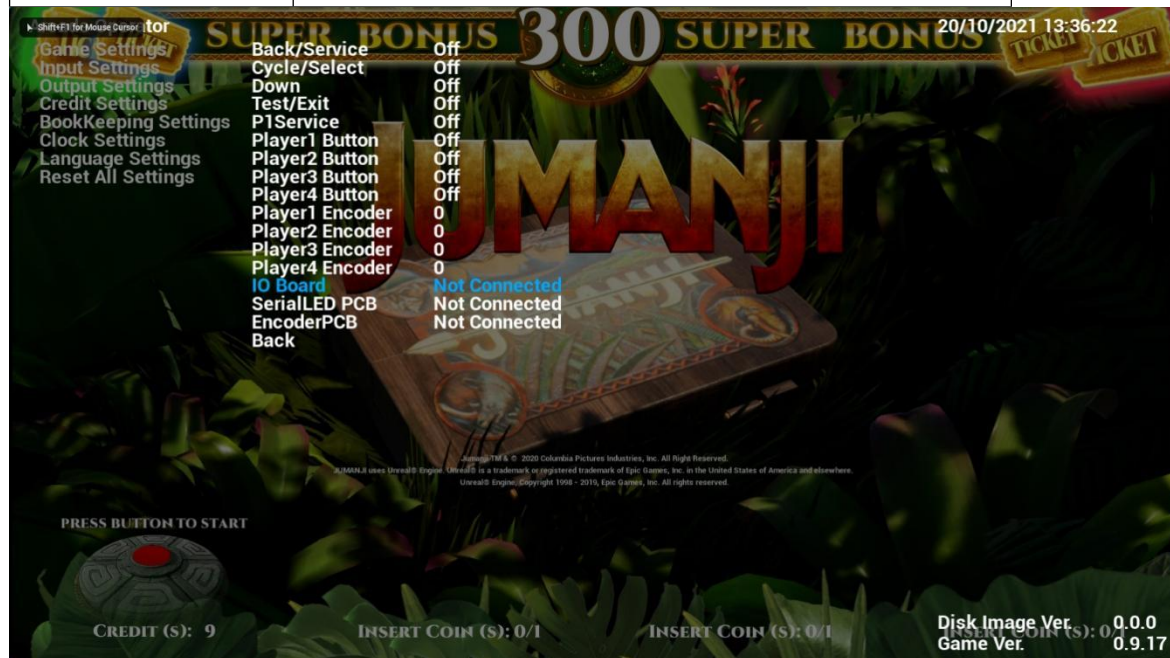 Shift+F1 for Mouse Cursor tor
20/10/2021 13:36:22
SUPER BONUS 300 SUPER BONUS
TICKET TICKET
Game Settings
Input Settings
Output Settings
Credit Settings
BookKeeping Settings
Clock Settings
Language Settings
Reset All Settings
Back/Service Off
Cycle/Select Off
Down Off
Test/Exit Off
P1Service Off
Player1 Button Off
Player2 Button Off
Player3 Button Off
Player4 Button Off
Player1 Encoder 0
Player2 Encoder 0
Player3 Encoder 0
Player4 Encoder 0
IO Board Not Connected
SerialLED PCB Not Connected
EncoderPCB Not Connected
Back
JUMANJI
Jumanji TM & © 2020 Columbia Pictures Industries, Inc. All Right Reserved.
JUMANJI uses Unreal® Engine. Unreal® is a trademark or registered trademark of Epic Games, Inc. in the United States of America and elsewhere.
Unreal® Engine, Copyright 1998 - 2019, Epic Games, Inc. All rights reserved.
PRESS BUTTON TO START
CREDIT (S): 9
INSERT COIN (S): 0/1
INSERT COIN (S): 0/1
INSERT COIN (S): 0/
Disk Image Ver. 0.0.0
Game Ver. 0.9.17